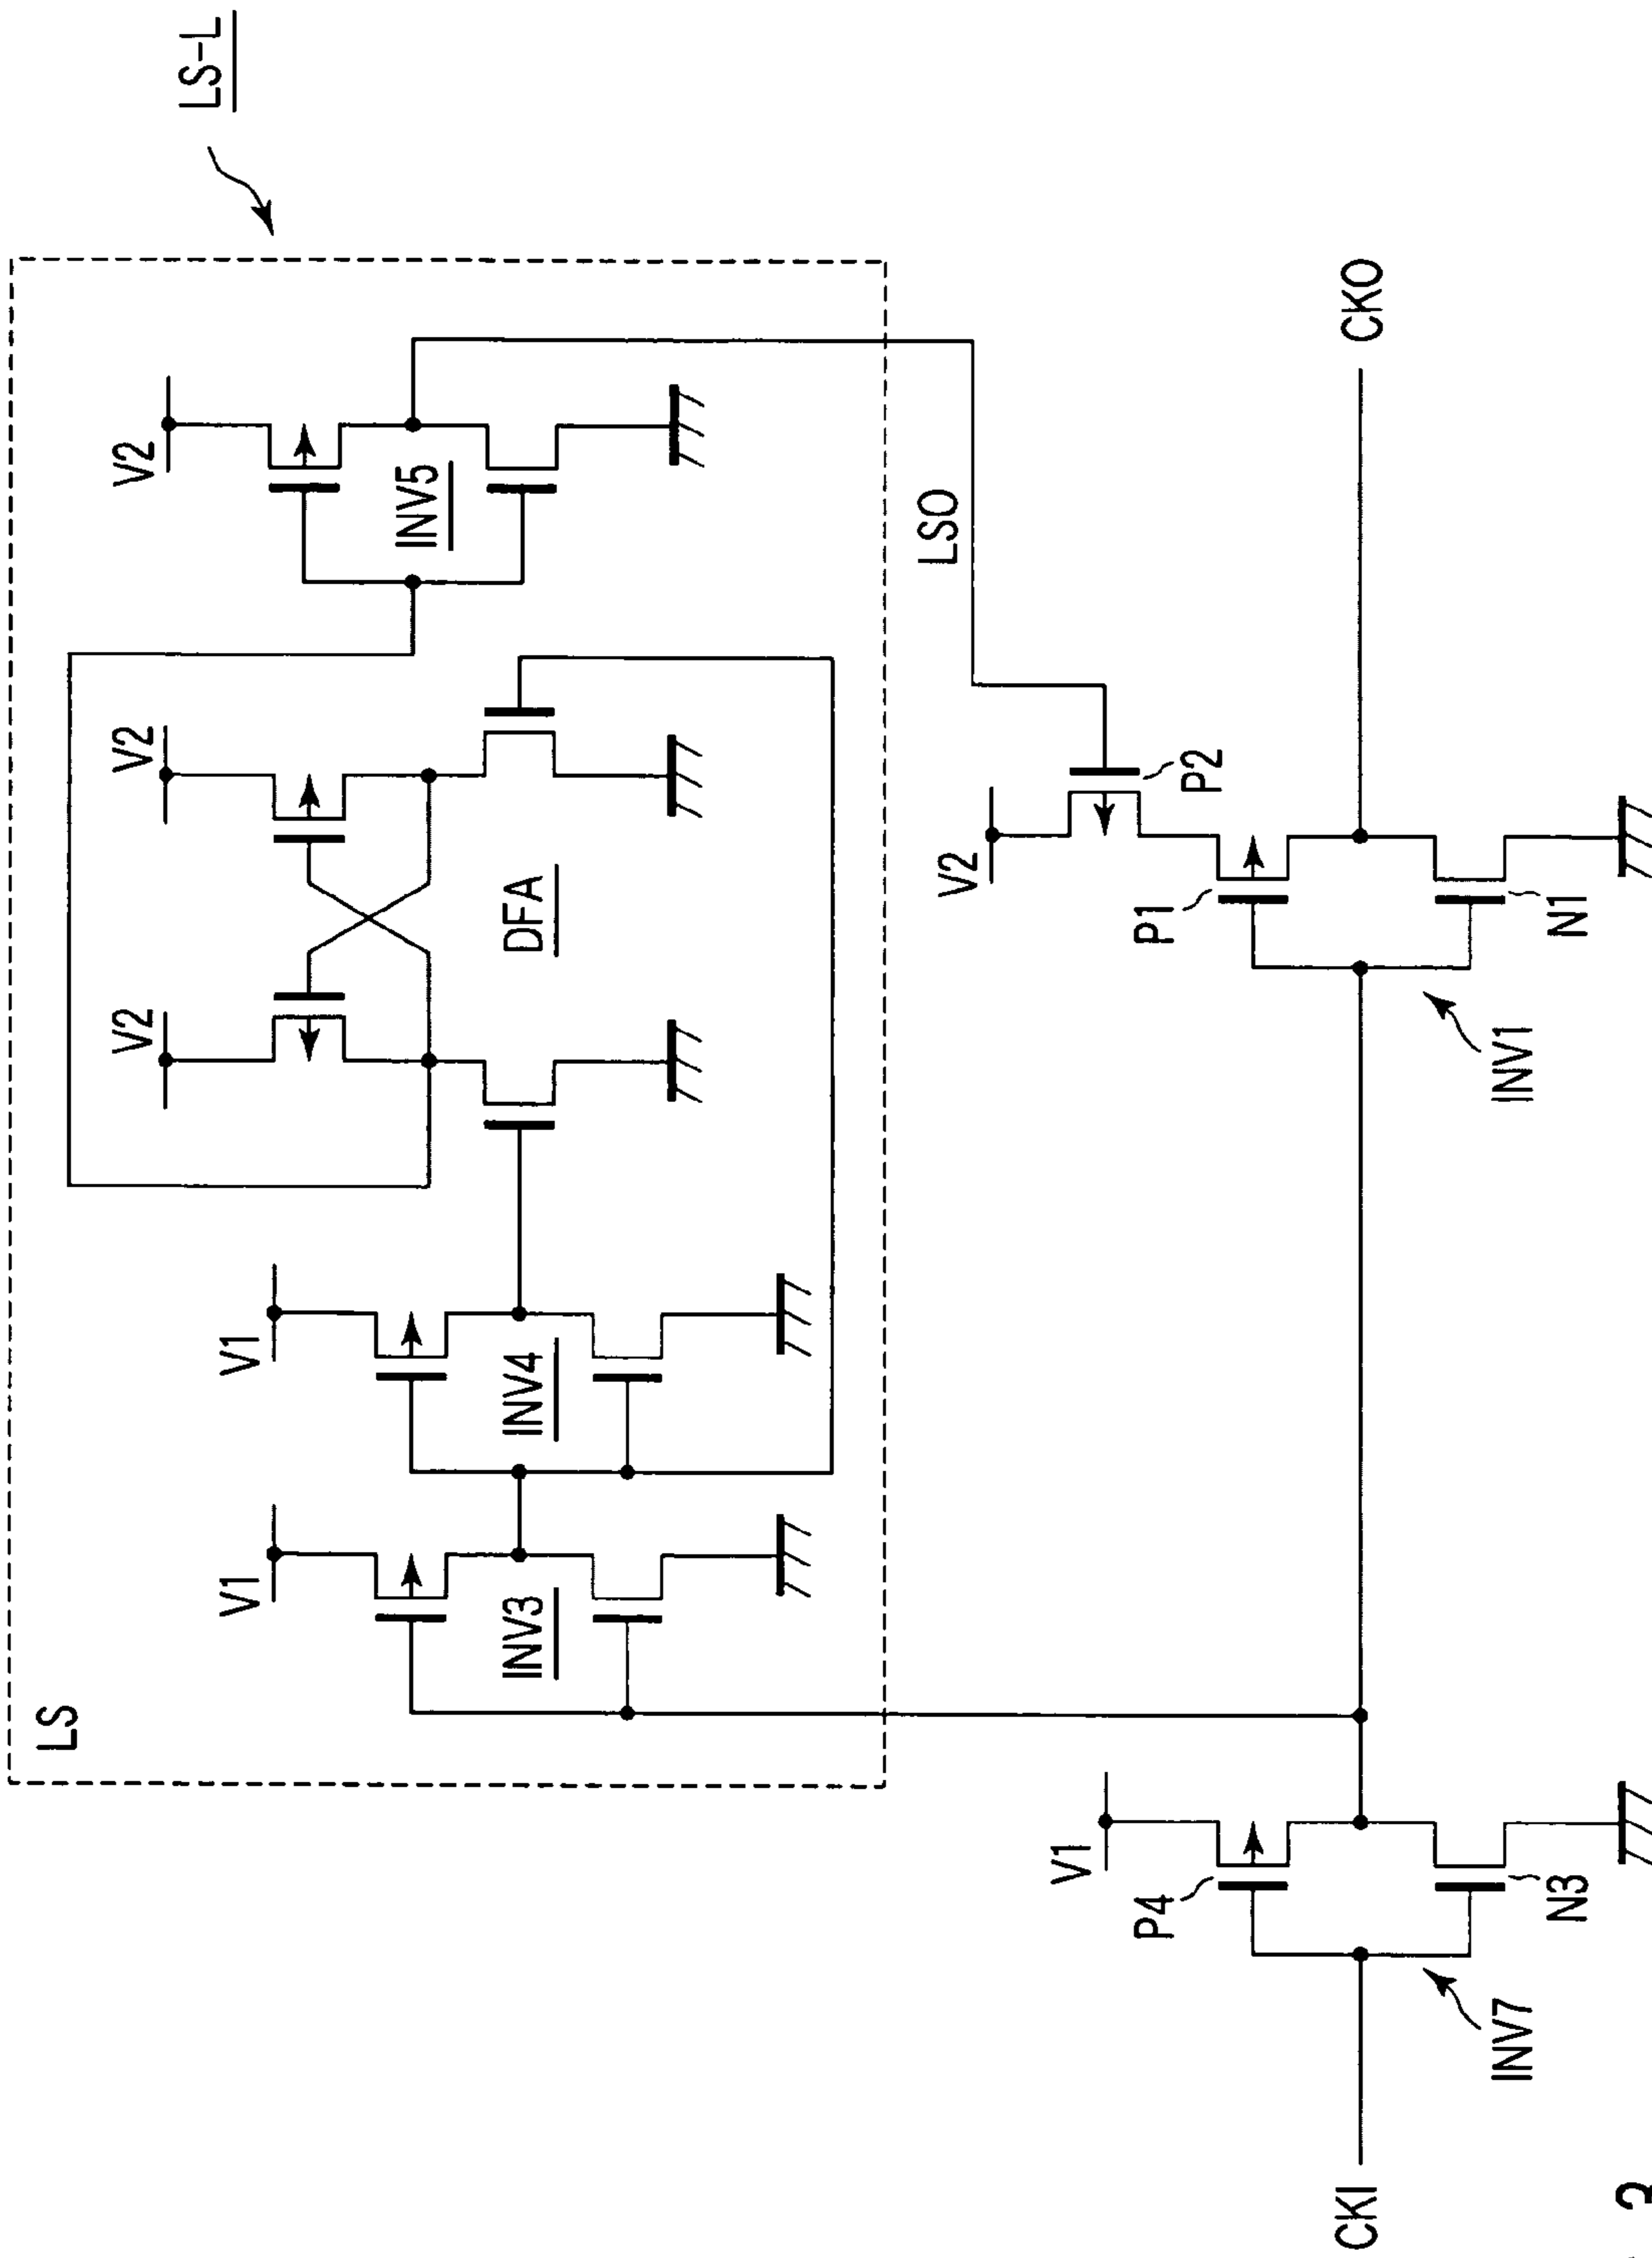 LS-L
LS
V1
V1
V2
V2
V2
INV3
INV4
DFA
INV5
LSO
V1
V2
P4
P1
P2
CKI
CKO
N3
N1
INV7
INV1